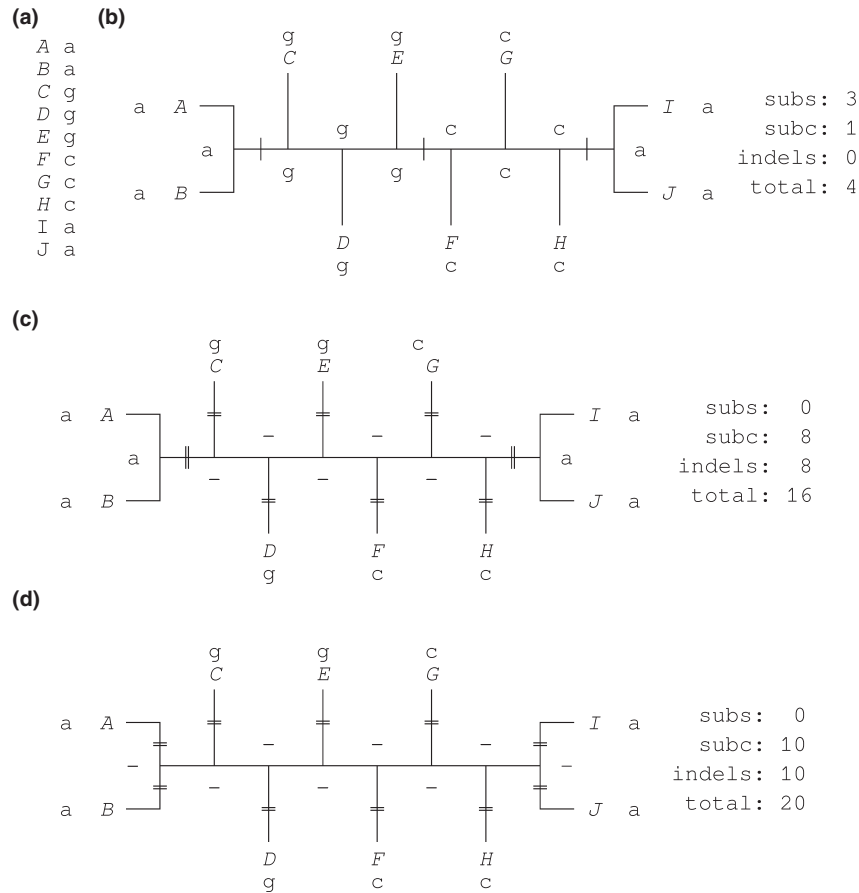 (a)
A a
B a
C g
D g
E g
F c
G c
H c
I a
J a
(b)
g g c
C E G
a A I a
g c c
a a
g g c
a B J a
D F H
g c c
subs: 3
subc: 1
indels: 0
total: 4
(c)
g g c
C E G
a A I a
– – –
a a
– – –
a B J a
D F H
g c c
subs: 0
subc: 8
indels: 8
total: 16
(d)
g g c
C E G
a A I a
– – –
– –
– – –
a B J a
D F H
g c c
subs: 0
subc: 10
indels: 10
total: 20